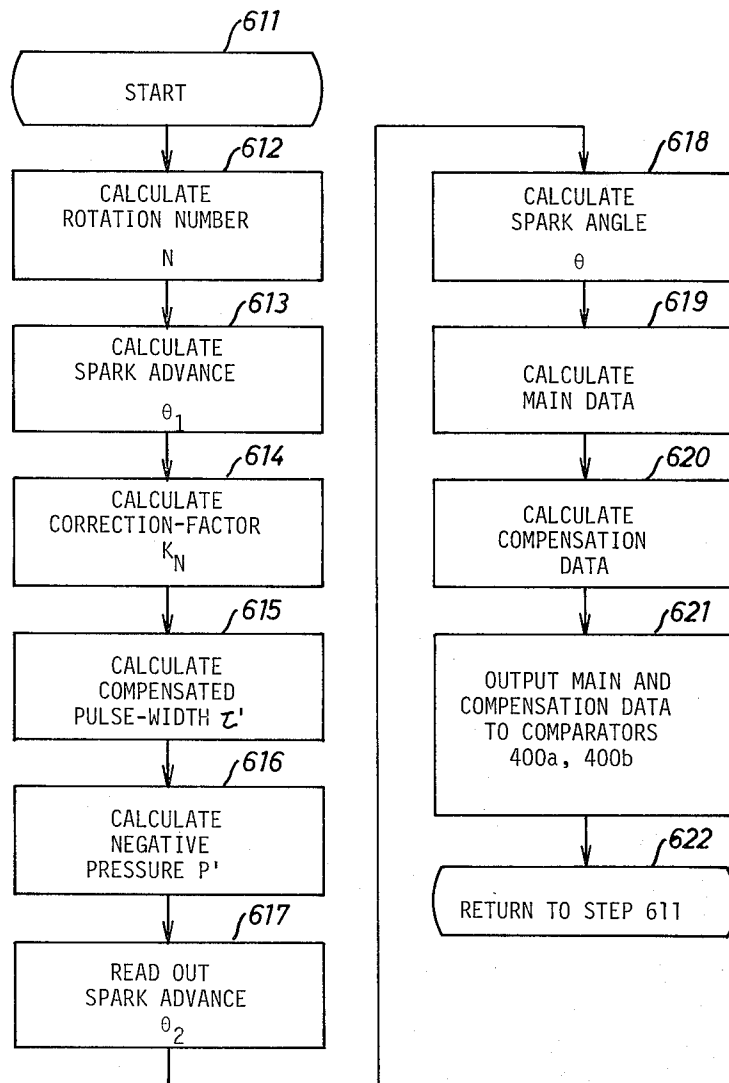 611
START
612
CALCULATE
ROTATION NUMBER
N
613
CALCULATE
SPARK ADVANCE
θ1
614
CALCULATE
CORRECTION-FACTOR
KN
615
CALCULATE
COMPENSATED
PULSE-WIDTH τ'
616
CALCULATE
NEGATIVE
PRESSURE P'
617
READ OUT
SPARK ADVANCE
θ2
618
CALCULATE
SPARK ANGLE
θ
619
CALCULATE
MAIN DATA
620
CALCULATE
COMPENSATION
DATA
621
OUTPUT MAIN AND
COMPENSATION DATA
TO COMPARATORS
400a, 400b
622
RETURN TO STEP 611